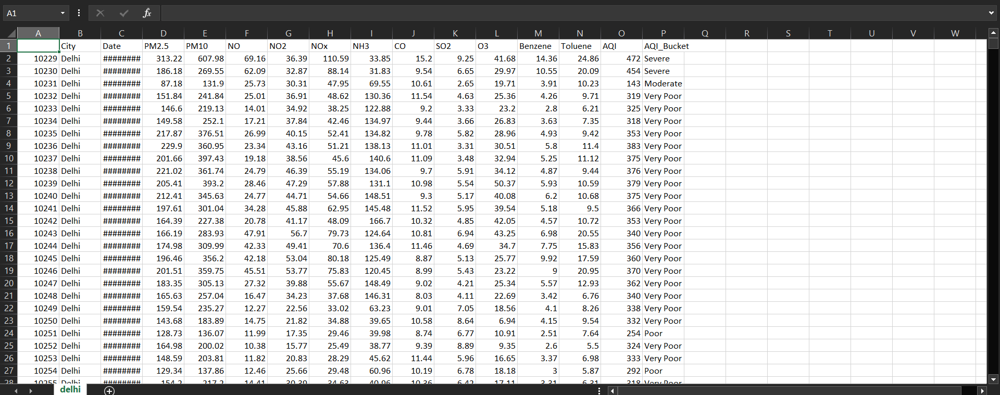 A1 fx
A B C D E F G H I J K L M N O P Q R S T U V W
1 City Date PM2.5 PM10 NO NO2 NOx NH3 CO SO2 O3 Benzene Toluene AQI AQI_Bucket
2 10229 Delhi ######## 313.22 607.98 69.16 36.39 110.59 33.85 15.2 9.25 41.68 14.36 24.86 472 Severe
3 10230 Delhi ######## 186.18 269.55 62.09 32.87 88.14 31.83 9.54 6.65 29.97 10.55 20.09 454 Severe
4 10231 Delhi ######## 87.18 131.9 25.73 30.31 47.95 69.55 10.61 2.65 19.71 3.91 10.23 143 Moderate
5 10232 Delhi ######## 151.84 241.84 25.01 36.91 48.62 130.36 11.54 4.63 25.36 4.26 9.71 319 Very Poor
6 10233 Delhi ######## 146.6 219.13 14.01 34.92 38.25 122.88 9.2 3.33 23.2 2.8 6.21 325 Very Poor
7 10234 Delhi ######## 149.58 252.1 17.21 37.84 42.46 134.97 9.44 3.66 26.83 3.63 7.35 318 Very Poor
8 10235 Delhi ######## 217.87 376.51 26.99 40.15 52.41 134.82 9.78 5.82 28.96 4.93 9.42 353 Very Poor
9 10236 Delhi ######## 229.9 360.95 23.34 43.16 51.21 138.13 11.01 3.31 30.51 5.8 11.4 383 Very Poor
10 10237 Delhi ######## 201.66 397.43 19.18 38.56 45.6 140.6 11.09 3.48 32.94 5.25 11.12 375 Very Poor
11 10238 Delhi ######## 221.02 361.74 24.79 46.39 55.19 134.06 9.7 5.91 34.12 4.87 9.44 376 Very Poor
12 10239 Delhi ######## 205.41 393.2 28.46 47.29 57.88 131.1 10.98 5.54 50.37 5.93 10.59 379 Very Poor
13 10240 Delhi ######## 212.41 345.63 24.77 44.71 54.66 148.51 9.3 5.17 40.08 6.2 10.68 375 Very Poor
14 10241 Delhi ######## 197.61 301.04 34.28 45.88 62.95 145.48 11.52 5.95 39.54 5.18 9.5 366 Very Poor
15 10242 Delhi ######## 164.39 227.38 20.78 41.17 48.09 166.7 10.32 4.85 42.05 4.57 10.72 353 Very Poor
16 10243 Delhi ######## 166.19 283.93 47.91 56.7 79.73 124.64 10.81 6.94 43.25 6.98 20.55 340 Very Poor
17 10244 Delhi ######## 174.98 309.99 42.33 49.41 70.6 136.4 11.46 4.69 34.7 7.75 15.83 356 Very Poor
18 10245 Delhi ######## 196.46 356.2 42.18 53.04 80.18 125.49 8.87 5.13 25.77 9.92 17.59 360 Very Poor
19 10246 Delhi ######## 201.51 359.75 45.51 53.77 75.83 120.45 8.99 5.43 23.22 9 20.95 370 Very Poor
20 10247 Delhi ######## 183.35 305.13 27.32 39.88 55.67 148.49 9.02 4.21 25.34 5.57 12.93 362 Very Poor
21 10248 Delhi ######## 165.63 257.04 16.47 34.23 37.68 146.31 8.03 4.11 22.69 3.42 6.76 340 Very Poor
22 10249 Delhi ######## 159.54 235.27 12.27 22.56 33.02 63.23 9.01 7.05 18.56 4.1 8.26 338 Very Poor
23 10250 Delhi ######## 143.68 183.89 14.75 21.82 34.88 39.65 10.58 8.64 6.94 4.15 9.54 332 Very Poor
24 10251 Delhi ######## 128.73 136.07 11.99 17.35 29.46 39.98 8.74 6.77 10.91 2.51 7.64 254 Poor
25 10252 Delhi ######## 164.98 200.02 10.38 15.77 25.49 38.77 9.39 8.89 9.35 2.6 5.5 324 Very Poor
26 10253 Delhi ######## 148.59 203.81 11.82 20.83 28.29 45.62 11.44 5.96 16.65 3.37 6.98 333 Very Poor
27 10254 Delhi ######## 129.34 137.86 12.46 25.66 29.48 60.96 10.19 6.78 18.18 3 5.87 292 Poor
28 10255 Delhi ######## 154.2 217.2 14.41 30.39 34.63 40.96 10.36 6.42 17.11 3.31 6.31 318 Very Poor
delhi